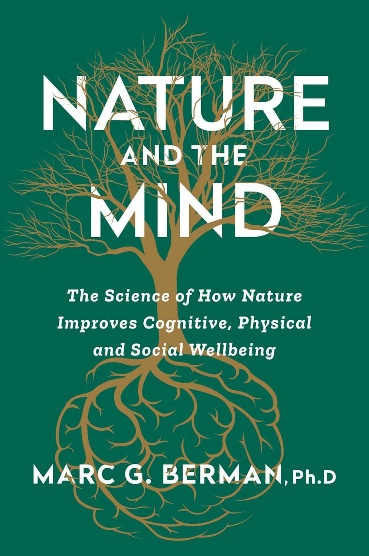 NATURE
AND THE
MIND
The Science of How Nature
Improves Cognitive, Physical
and Social Wellbeing
MARC G. BERMAN, Ph.D